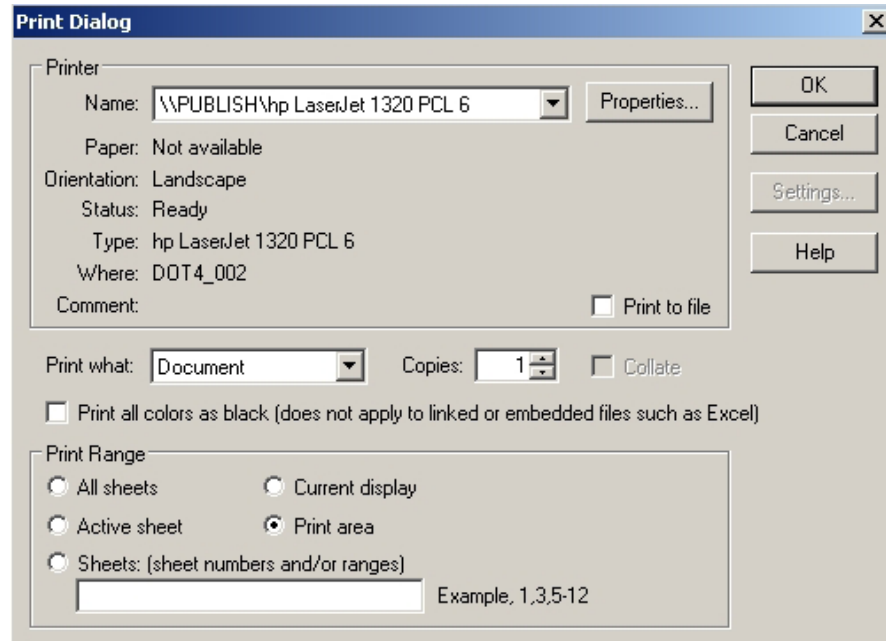 Print Dialog
Printer
Name: \\PUBLISH\hp LaserJet 1320 PCL 6 Properties...
Paper: Not available
Orientation: Landscape
Status: Ready
Type: hp LaserJet 1320 PCL 6
Where: DOT4_002
Comment: Print to file
OK
Cancel
Settings...
Help
Print what: Document Copies: 1 Collate
Print all colors as black (does not apply to linked or embedded files such as Excel)
Print Range
All sheets Current display
Active sheet Print area
Sheets: (sheet numbers and/or ranges)
Example, 1,3,5-12